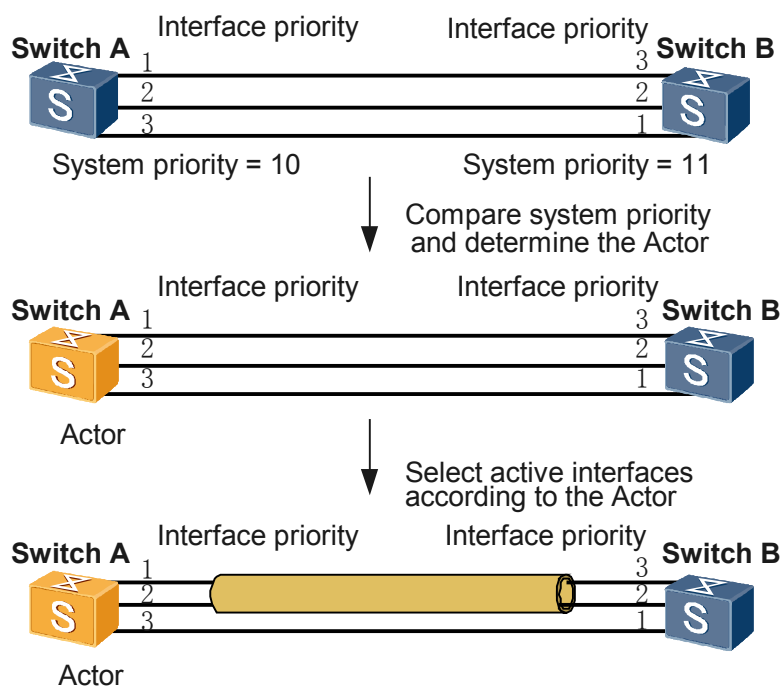 Interface priority Interface priority
Switch A Switch B
1 3
2 2
3 1
S S
System priority = 10 System priority = 11
Compare system priority
and determine the Actor
Interface priority Interface priority
Switch A Switch B
1 3
2 2
3 1
S S
Actor
Select active interfaces
according to the Actor
Interface priority Interface priority
Switch A Switch B
1 3
2 2
3 1
S S
Actor